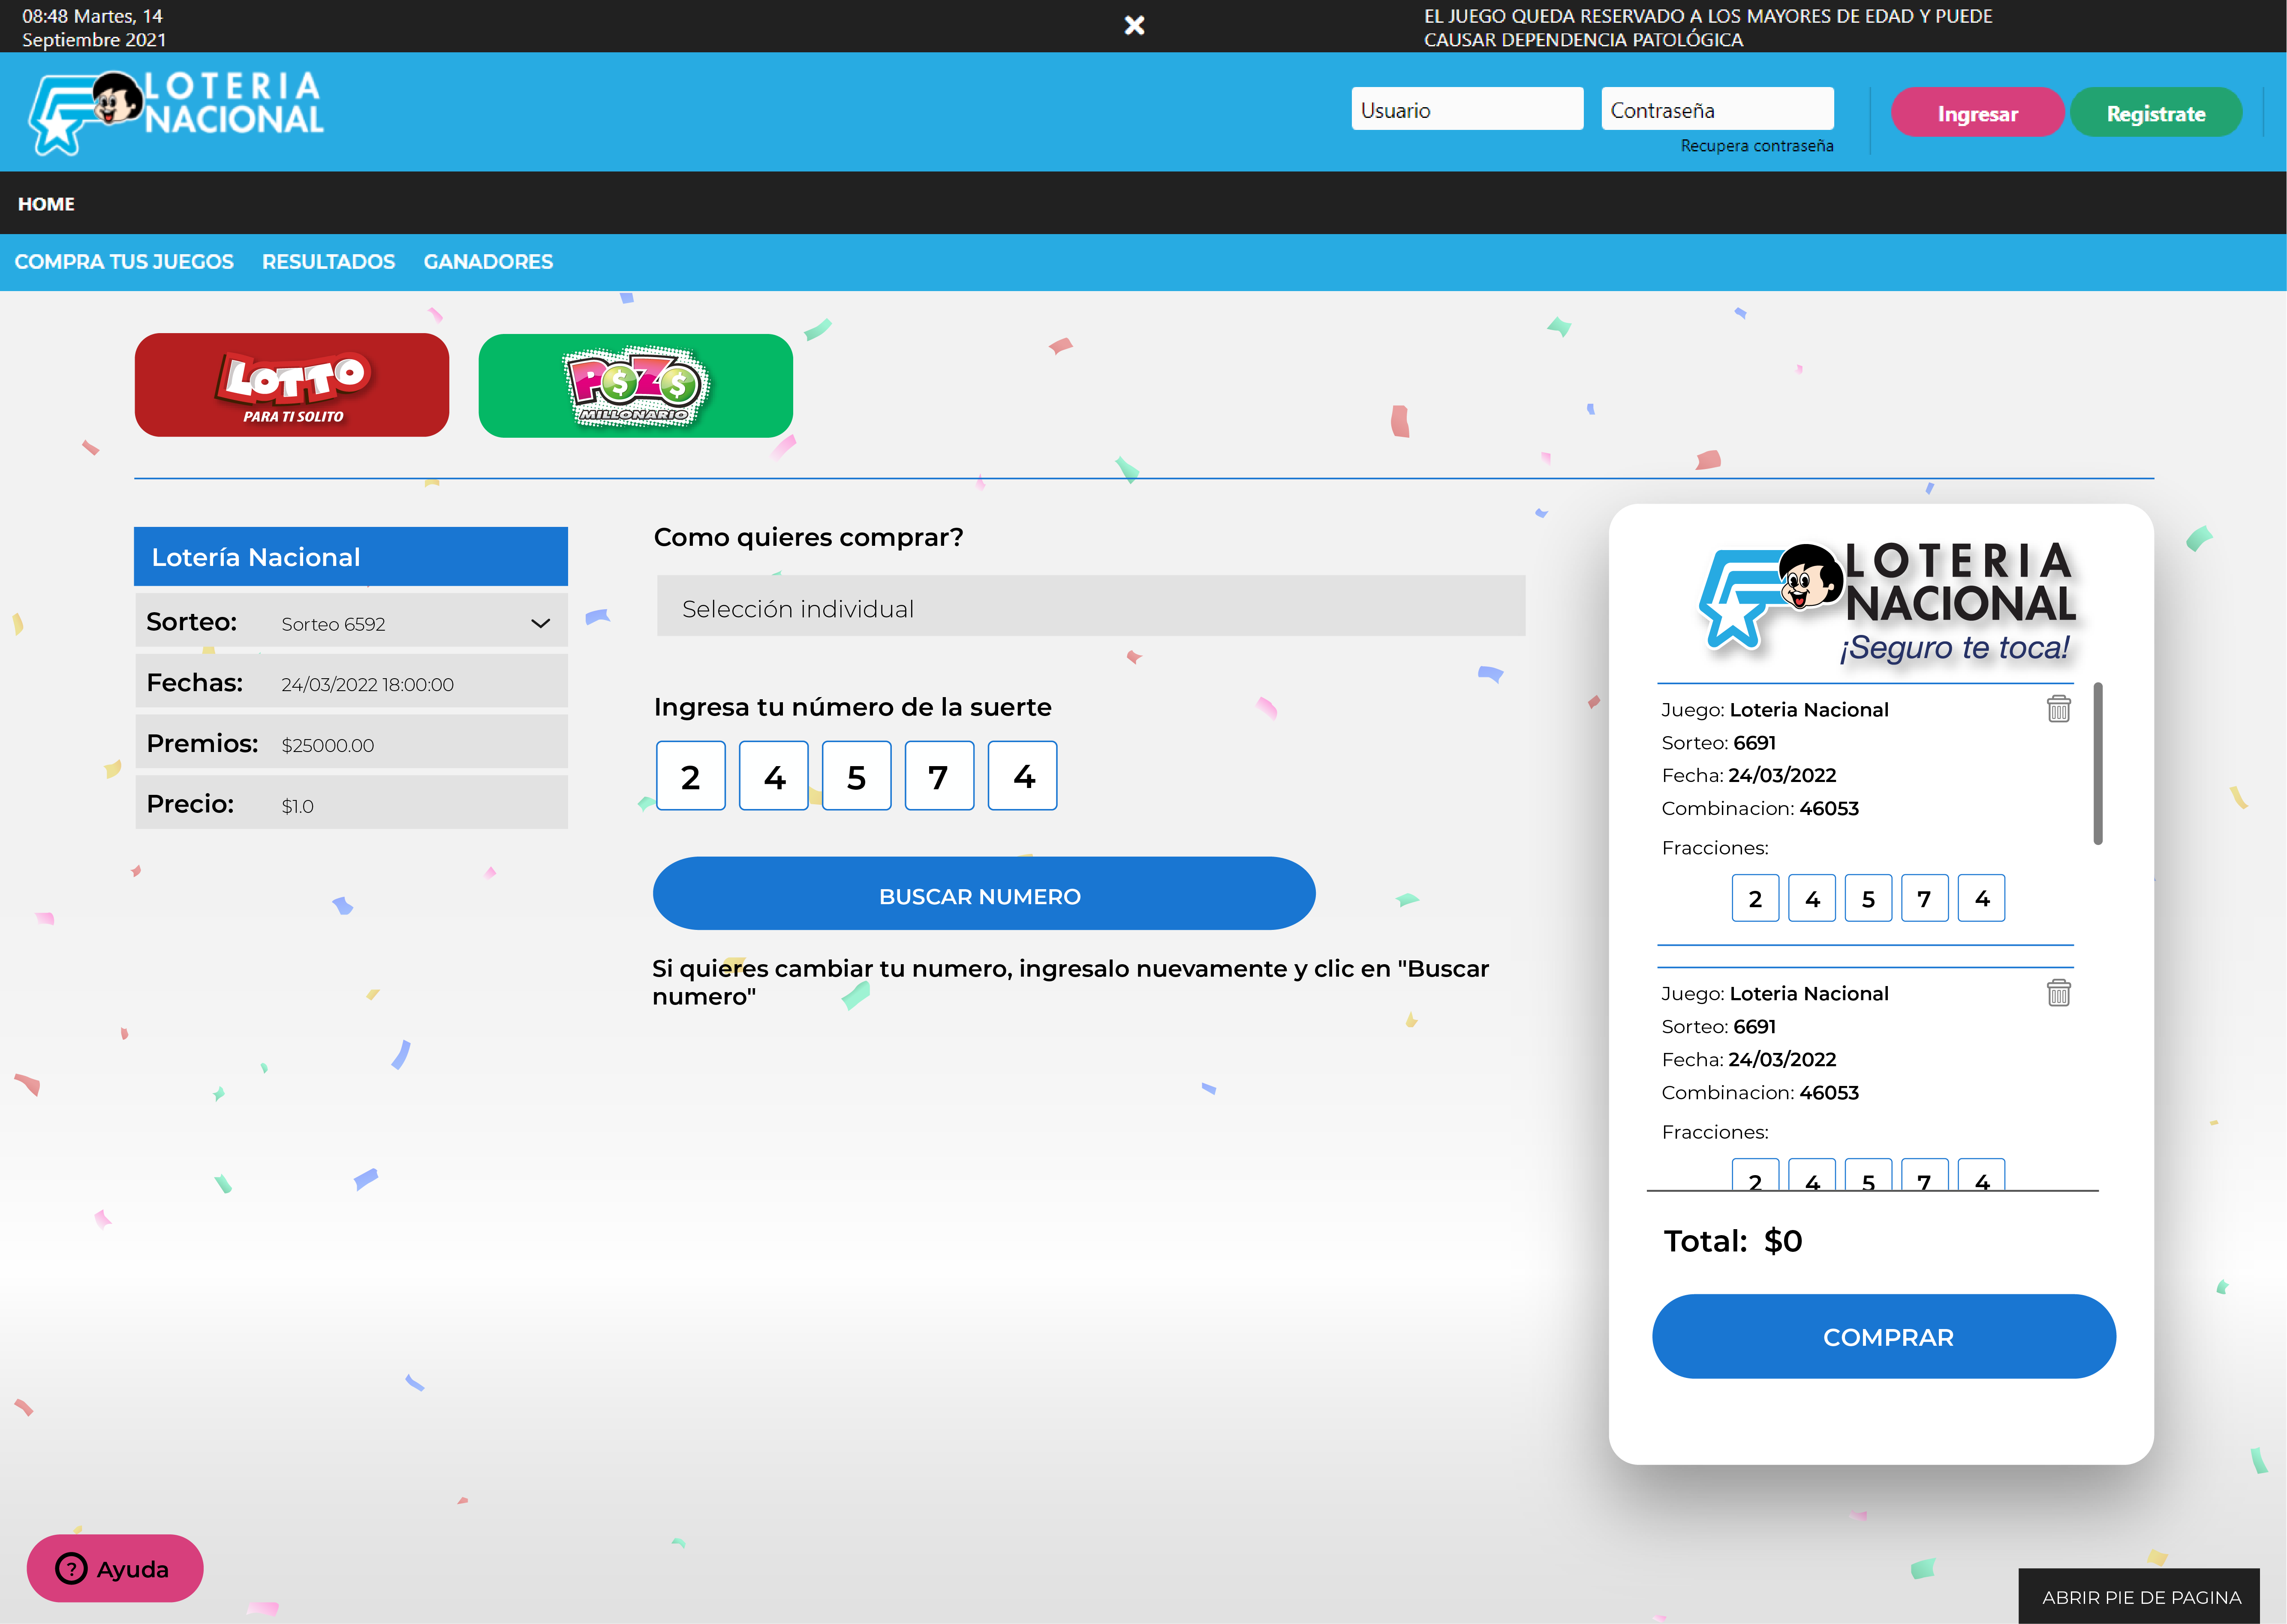 08:48 Martes, 14
Septiembre 2021
EL JUEGO QUEDA RESERVADO A LOS MAYORES DE EDAD Y PUEDE
CAUSAR DEPENDENCIA PATOLÓGICA
LOTERIA
NACIONAL
Usuario
Contraseña
Recupera contraseña
Ingresar
Registrate
HOME
COMPRA TUS JUEGOS
RESULTADOS
GANADORES
LOTTO
PARA TI SOLITO
POZO
MILLONARIO
Lotería Nacional
Sorteo: Sorteo 6592
Fechas: 24/03/2022 18:00:00
Premios: $25000.00
Precio: $1.0
Como quieres comprar?
Selección individual
Ingresa tu número de la suerte
2 4 5 7 4
BUSCAR NUMERO
Si quieres cambiar tu numero, ingresalo nuevamente y clic en "Buscar
numero"
LOTERIA
NACIONAL
¡Seguro te toca!
Juego: Loteria Nacional
Sorteo: 6691
Fecha: 24/03/2022
Combinacion: 46053
Fracciones:
2 4 5 7 4
Juego: Loteria Nacional
Sorteo: 6691
Fecha: 24/03/2022
Combinacion: 46053
Fracciones:
2 4 5 7 4
Total: $0
COMPRAR
? Ayuda
ABRIR PIE DE PAGINA